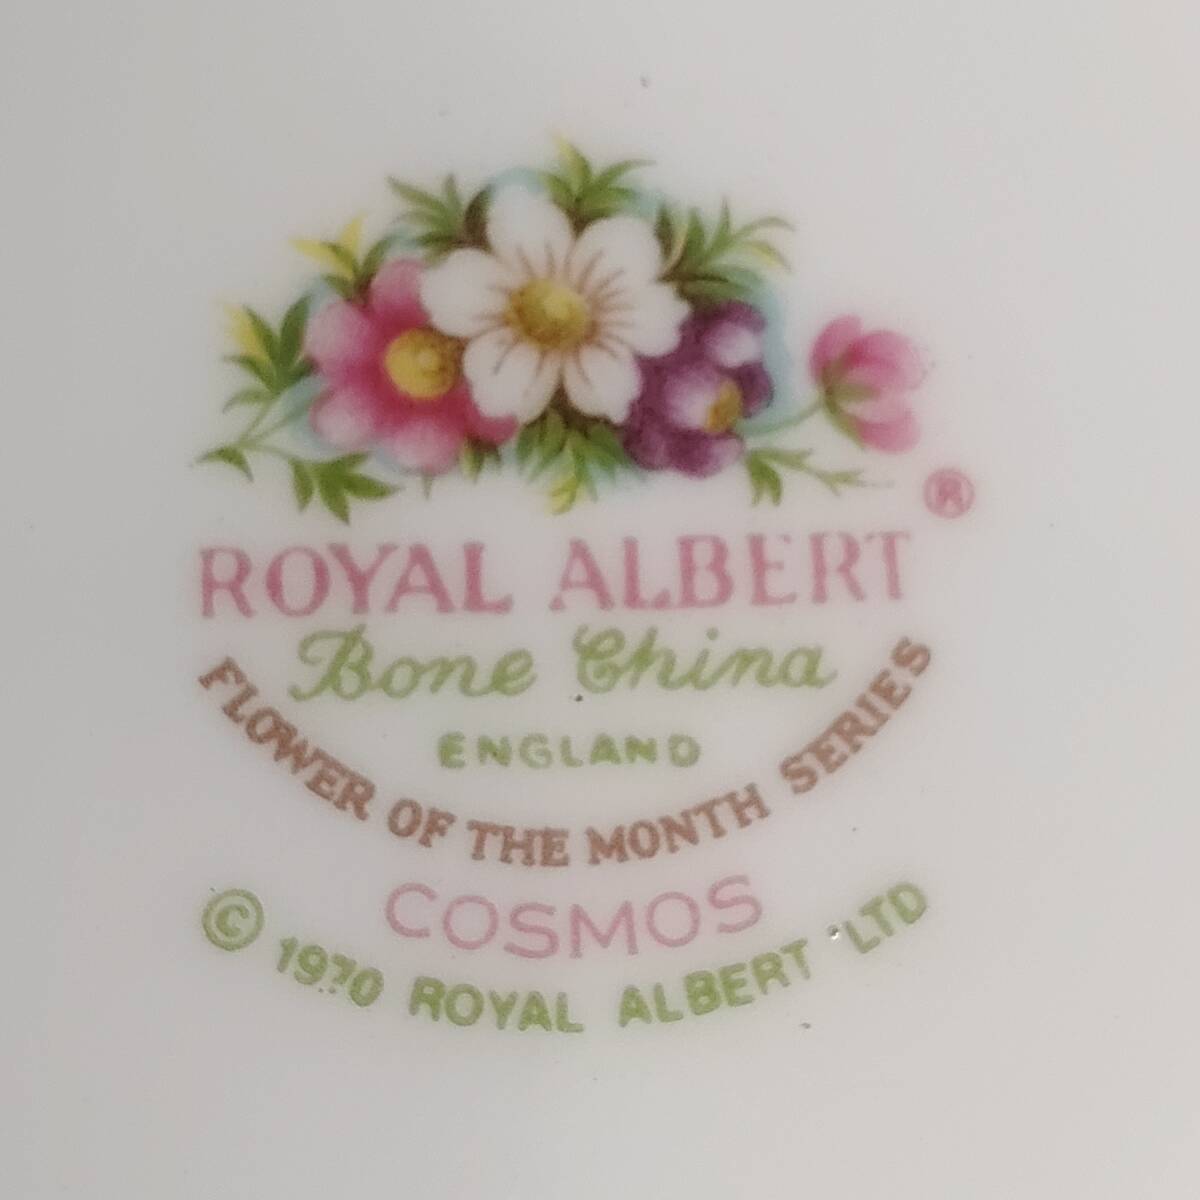 ®
ROYAL ALBERT
Bone China
ENGLAND
FLOWER OF THE MONTH SERIES
COSMOS
© 1970 ROYAL ALBERT LTD